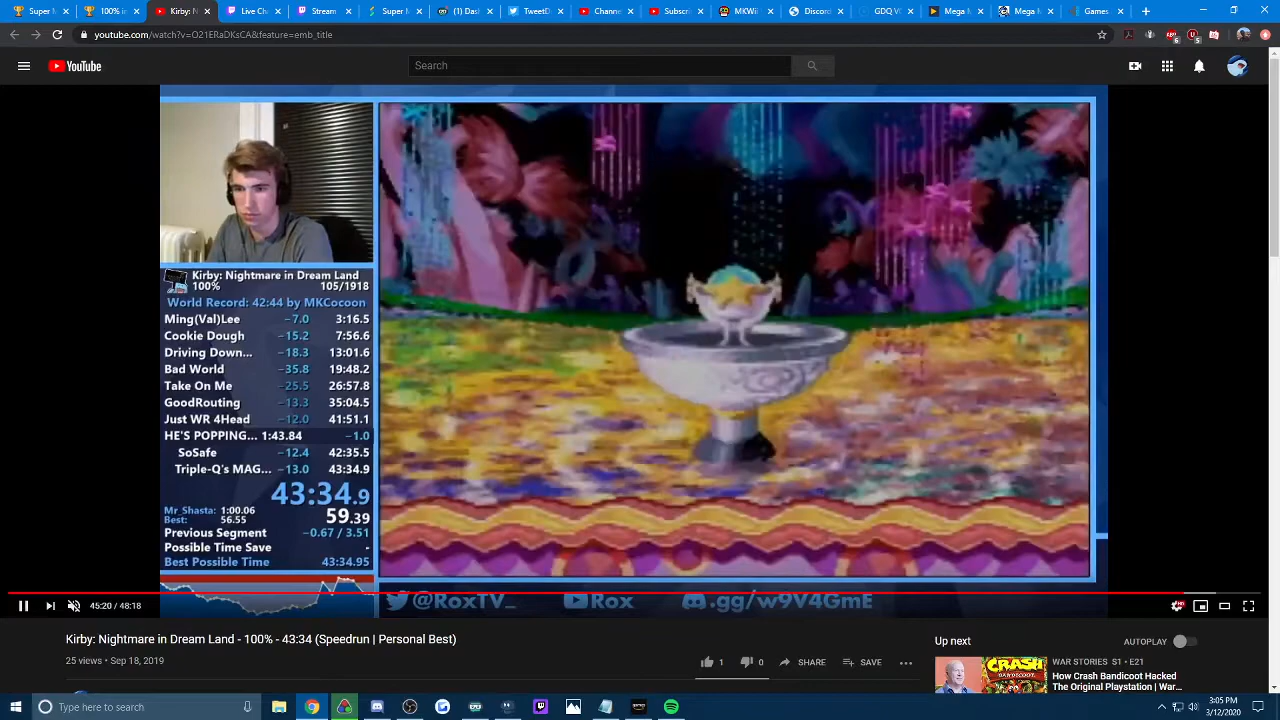 Super M
100% in
Kirby: N
Live Ch
Stream
Super M
(1) Das
TweetD
Channe
Subscri
MKWii
Discord
GDQ VO
Mega M
Mega M
Games
youtube.com/watch?v=O21ERaDKsCA&feature=emb_title
YouTube
Search
Kirby: Nightmare in Dream Land
100% 105/1918
World Record: 42:44 by MKCocoon
Ming(Val)Lee -7.0 3:16.5
Cookie Dough -15.2 7:56.6
Driving Down... -18.3 13:01.6
Bad World -35.8 19:48.2
Take On Me -25.5 26:57.8
GoodRouting -13.3 35:04.5
Just WR 4Head -12.0 41:51.1
HE'S POPPING... 1:43.84 -1.0
SoSafe -12.4 42:35.5
Triple-Q's MAG... -13.0 43:34.9
43:34.9
Mr_Shasta: 1:00.06
Best: 56.55
59.39
Previous Segment -0.67 / 3.51
Possible Time Save -
Best Possible Time 43:34.95
@RoxTV_ Rox .gg/w9V4GmE
45:20 / 48:18
Kirby: Nightmare in Dream Land - 100% - 43:34 (Speedrun | Personal Best)
25 views • Sep 18, 2019
1 0 SHARE SAVE
Up next
AUTOPLAY
WAR STORIES S1 • E21
How Crash Bandicoot Hacked
The Original Playstation | War...
CRASH
Type here to search
3:05 PM
3/12/2020